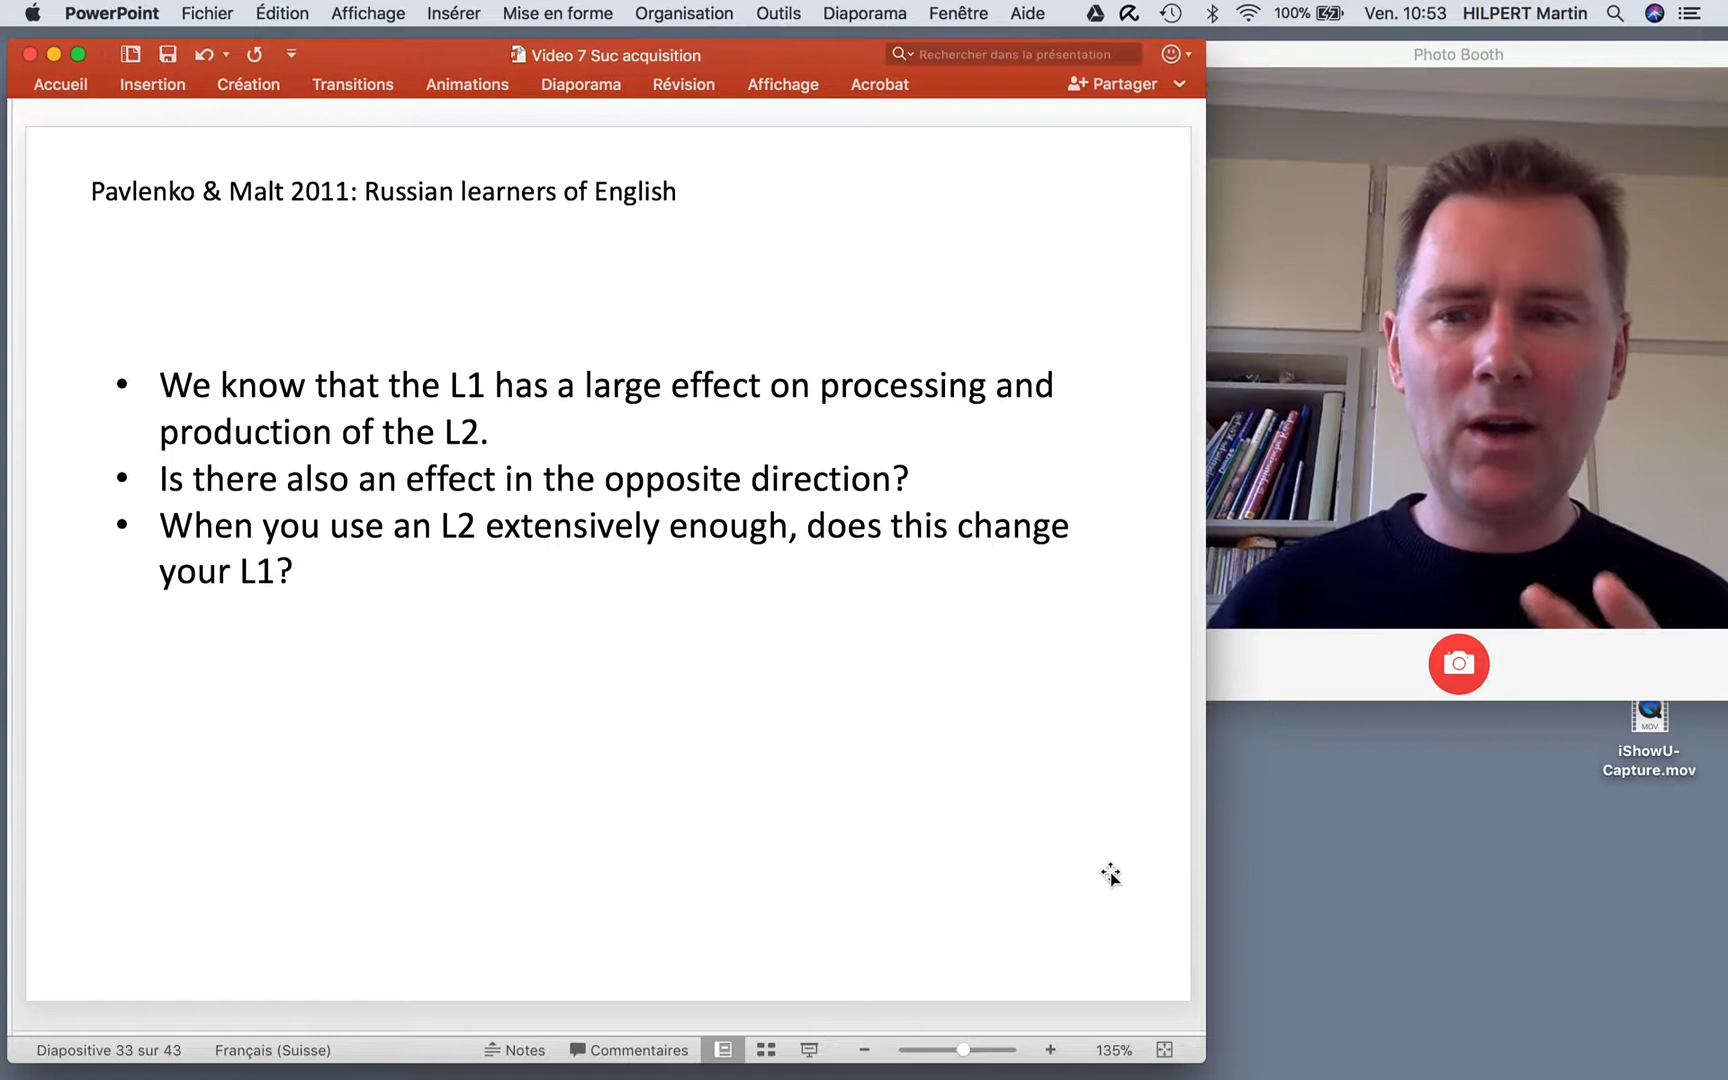 PowerPoint Fichier Édition Affichage Insérer Mise en forme Organisation Outils Diaporama Fenêtre Aide 100% Ven. 10:53 HILPERT Martin
Video 7 Suc acquisition
Rechercher dans la présentation
Photo Booth
Accueil Insertion Création Transitions Animations Diaporama Révision Affichage Acrobat Partager
Pavlenko & Malt 2011: Russian learners of English
• We know that the L1 has a large effect on processing and
production of the L2.
• Is there also an effect in the opposite direction?
• When you use an L2 extensively enough, does this change
your L1?
MOV
iShowU-
Capture.mov
Diapositive 33 sur 43 Français (Suisse) Notes Commentaires 135%